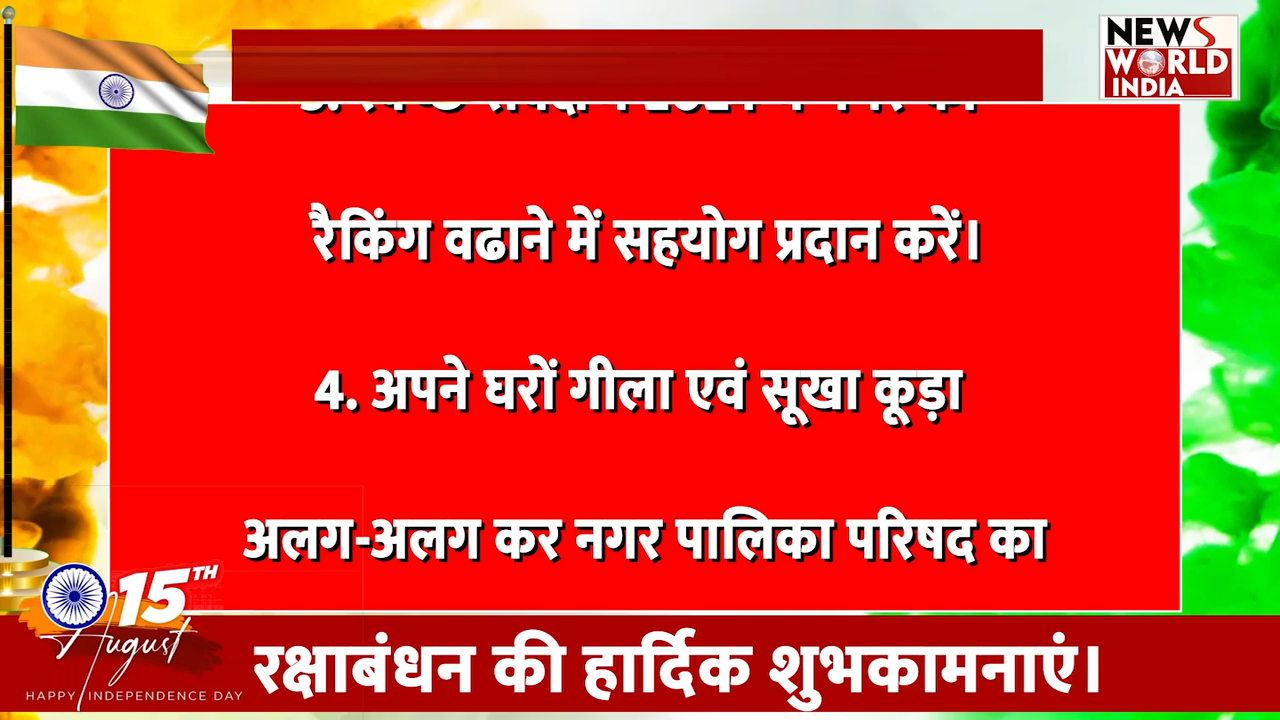 NEWS
WORLD
INDIA
रैकिंग वढाने में सहयोग प्रदान करें।
4. अपने घरों गीला एवं सूखा कूड़ा
अलग-अलग कर नगर पालिका परिषद का
15TH
August
HAPPY INDEPENDENCE DAY
रक्षाबंधन की हार्दिक शुभकामनाएं।